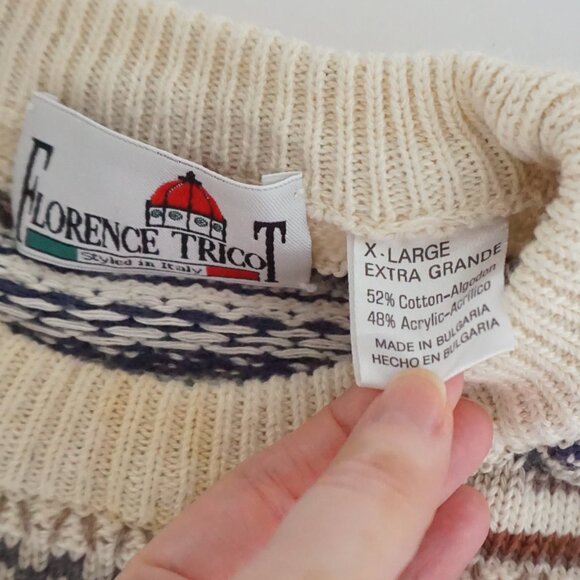 FLORENCE TRICOT
Styled in Italy
X-LARGE
EXTRA GRANDE
52% Cotton-Algodon
48% Acrylic-Acrilico
MADE IN BULGARIA
HECHO EN BULGARIA